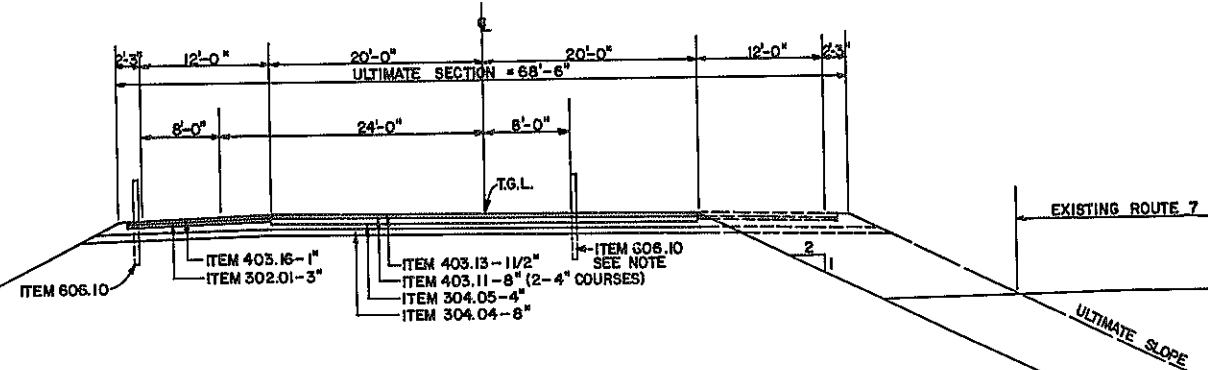 ℄
2'-3" 12'-0" 20'-0" 20'-0" 12'-0" 2'-3"
ULTIMATE SECTION = 68'-6"
8'-0" 24'-0" 8'-0"
T.G.L.
EXISTING ROUTE 7
ITEM 606.10
ITEM 403.16-1"
ITEM 302.01-3"
ITEM 403.13-11/2"
ITEM 403.11-8" (2-4" COURSES)
ITEM 304.05-4"
ITEM 304.04-8"
ITEM 606.10
SEE NOTE
2
1
ULTIMATE SLOPE